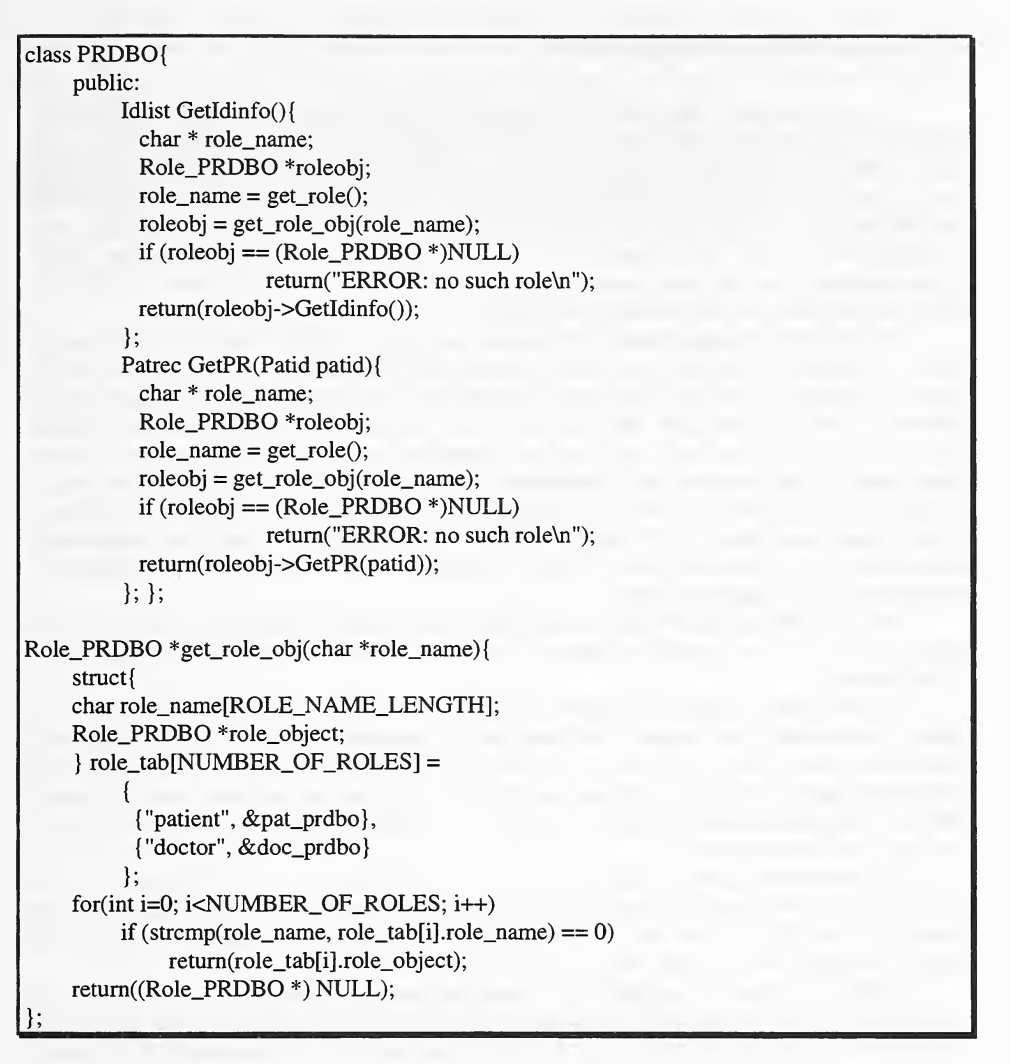 class PRDBO{
public:
Idlist GetIdinfo(){
char * role_name;
Role_PRDBO *roleobj;
role_name = get_role();
roleobj = get_role_obj(role_name);
if (roleobj == (Role_PRDBO *)NULL)
return("ERROR: no such role\n");
return(roleobj->GetIdinfo());
};
Patrec GetPR(Patid patid){
char * role_name;
Role_PRDBO *roleobj;
role_name = get_role();
roleobj = get_role_obj(role_name);
if (roleobj == (Role_PRDBO *)NULL)
return("ERROR: no such role\n");
return(roleobj->GetPR(patid));
}; };
Role_PRDBO *get_role_obj(char *role_name){
struct{
char role_name[ROLE_NAME_LENGTH];
Role_PRDBO *role_object;
} role_tab[NUMBER_OF_ROLES] =
{
{"patient", &pat_prdbo},
{"doctor", &doc_prdbo}
};
for(int i=0; i<NUMBER_OF_ROLES; i++)
if (strcmp(role_name, role_tab[i].role_name) == 0)
return(role_tab[i].role_object);
return((Role_PRDBO *) NULL);
};